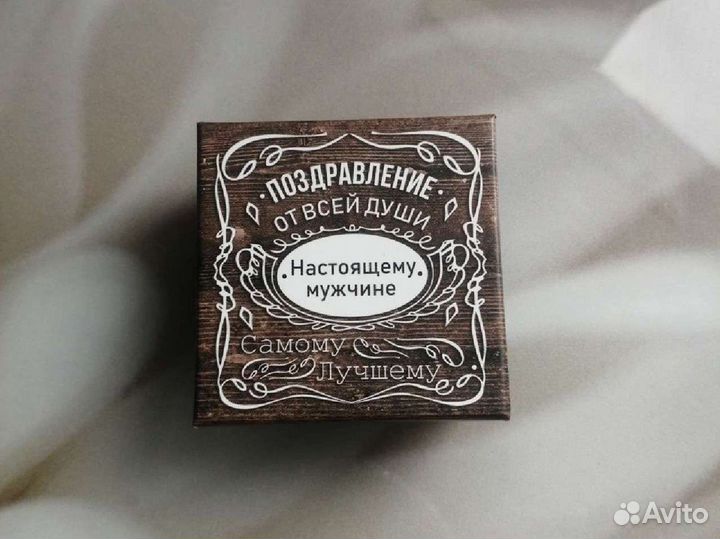 ПОЗДРАВЛЕНИЕ
ОТ ВСЕЙ ДУШИ
Настоящему
мужчине
Самому
Лучшему
Avito